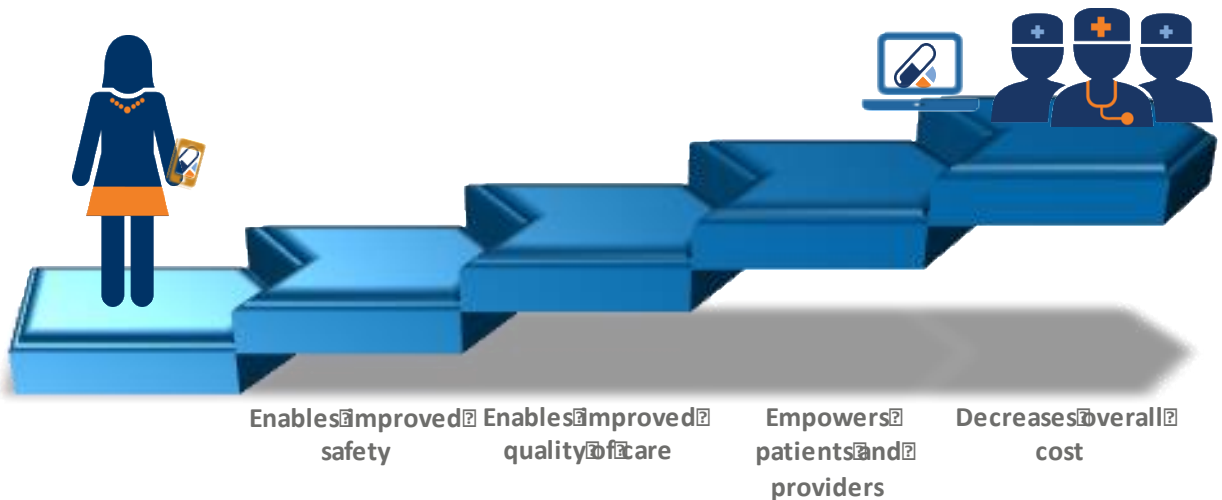 Enables improved
safety
Enables improved
quality of care
Empowers
patients and
providers
Decreases overall
cost